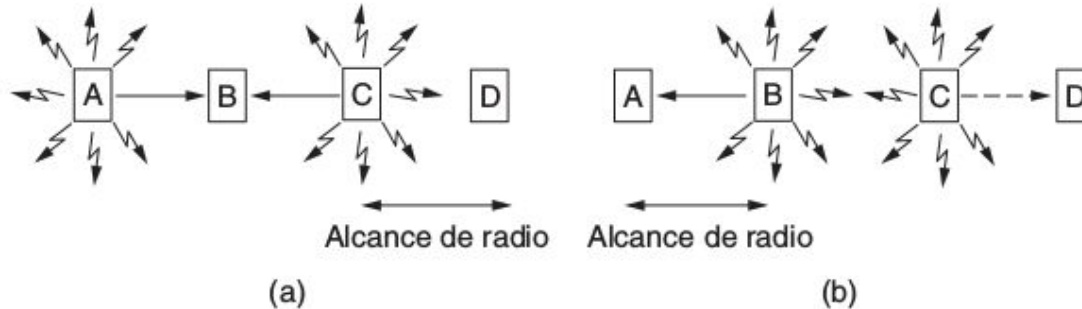 A B C D A B C D
Alcance de radio Alcance de radio
(a) (b)